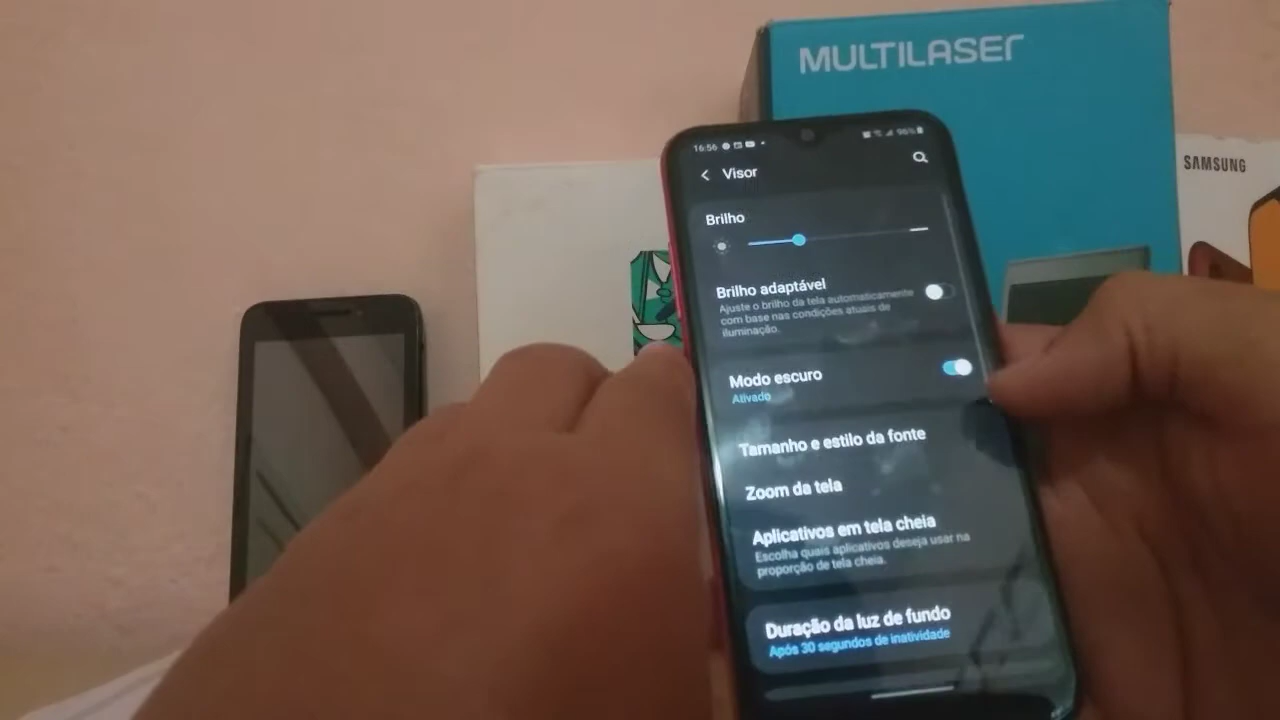 MULTILASER
SAMSUNG
16:56
96%
Visor
Brilho
Brilho adaptável
Ajuste o brilho da tela automaticamente
com base nas condições atuais de
iluminação.
Modo escuro
Ativado
Tamanho e estilo da fonte
Zoom da tela
Aplicativos em tela cheia
Escolha quais aplicativos deseja usar na
proporção de tela cheia.
Duração da luz de fundo
Após 30 segundos de inatividade